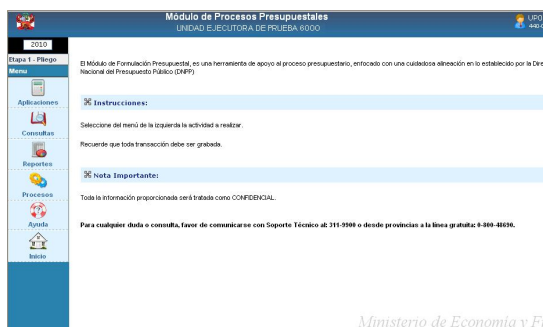 Módulo de Procesos Presupuestales
UNIDAD EJECUTORA DE PRUEBA 6000
UPO
2010
Etapa 1 - Pliego
Menu
Aplicaciones
Consultas
Reportes
Procesos
Ayuda
Inicio
El Módulo de Formulación Presupuestal, es una herramienta de apoyo al proceso presupuestario, enfocado con una cuidadosa alineación en lo establecido por la Dire
Nacional del Presupuesto Público (DNPP)
Instrucciones:
Seleccione del menú de la izquierda la actividad a realizar.
Recuerde que toda transacción debe ser grabada.
Nota Importante:
Toda la información proporcionada será tratada como CONFIDENCIAL.
Para cualquier duda o consulta, favor de comunicarse con Soporte Técnico al: 311-9900 o desde provincias a la línea gratuita: 0-800-48690.
Ministerio de Economía y F